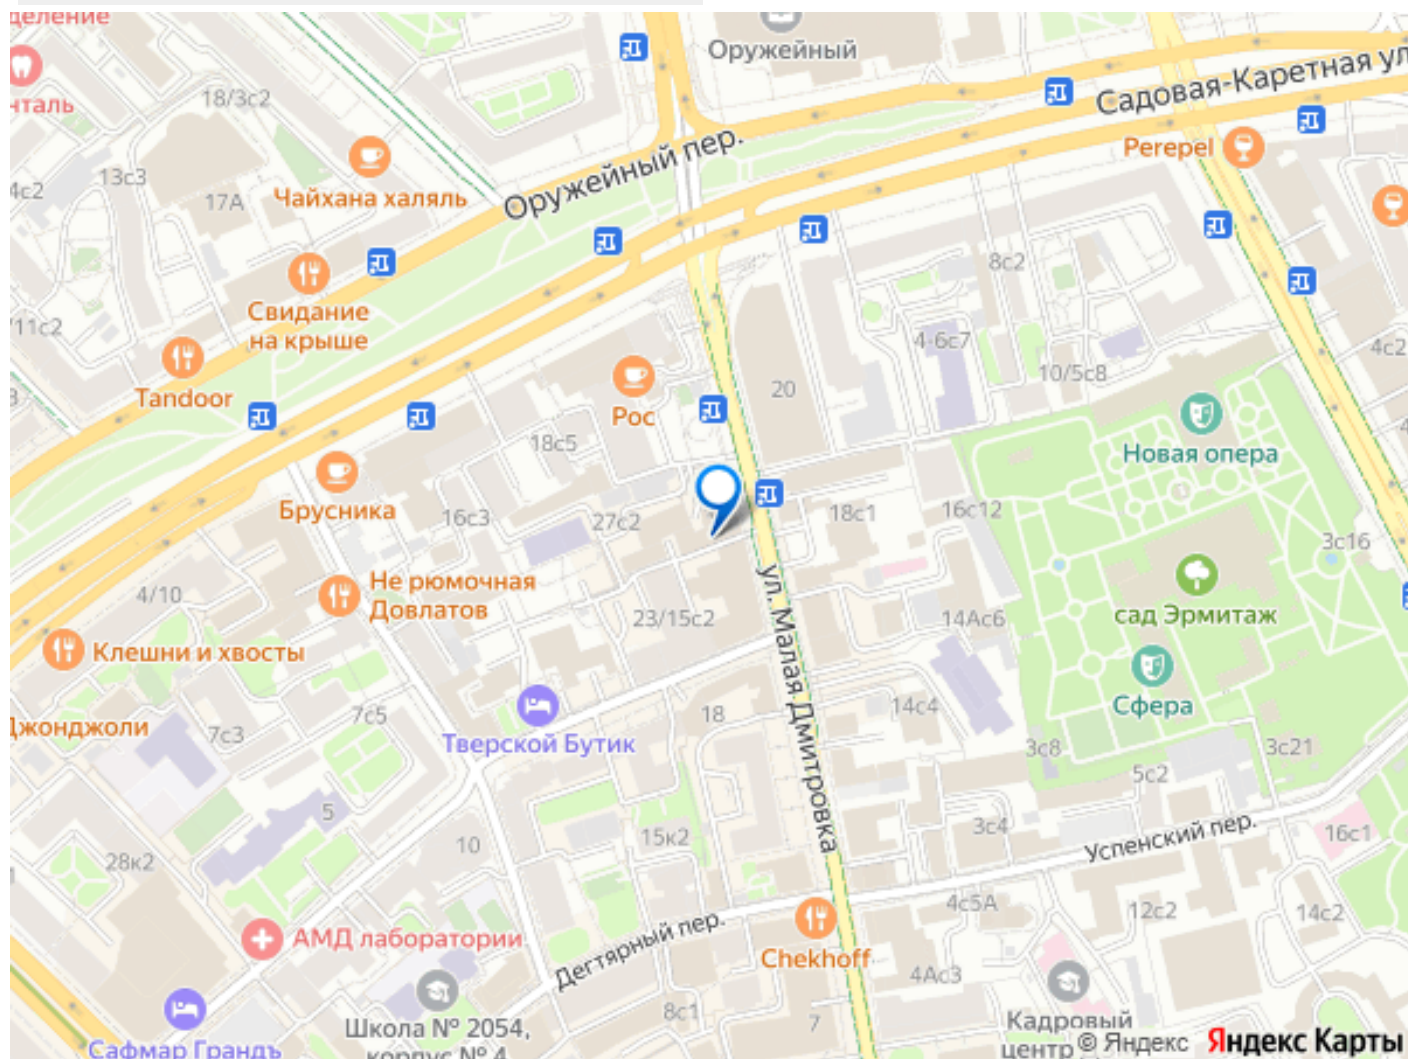 деление
Оружейный
Садовая-Каретная ул
нталь
18/3с2
Оружейный пер.
Perepel
4с2
13с3
17А
Чайхана халяль
8с2
Свидание
на крыше
/11с2
4-6с7
4с2
Tandoor
20
10/5с8
Рос
18с5
Новая опера
Брусника
16с3
27с2
18с1
16с12
3с16
4/10
Не рюмочная
Довлатов
23/15с2
ул. Малая Дмитровка
14Ас6
сад Эрмитаж
Клешни и хвосты
Джонджоли
7с3
7с5
Тверской Бутик
18
14с4
Сфера
3с8
3с21
5с2
5
10
15к2
3с4
Успенский пер.
16с1
28к2
АМД лаборатории
Дегтярный пер.
Chekhoff
4с5А
12с2
14с2
4Ас3
Школа № 2054,
корпус № 4
8с1
7
Кадровый
центр
Сафмар Грандъ
© Яндекс Яндекс Карты